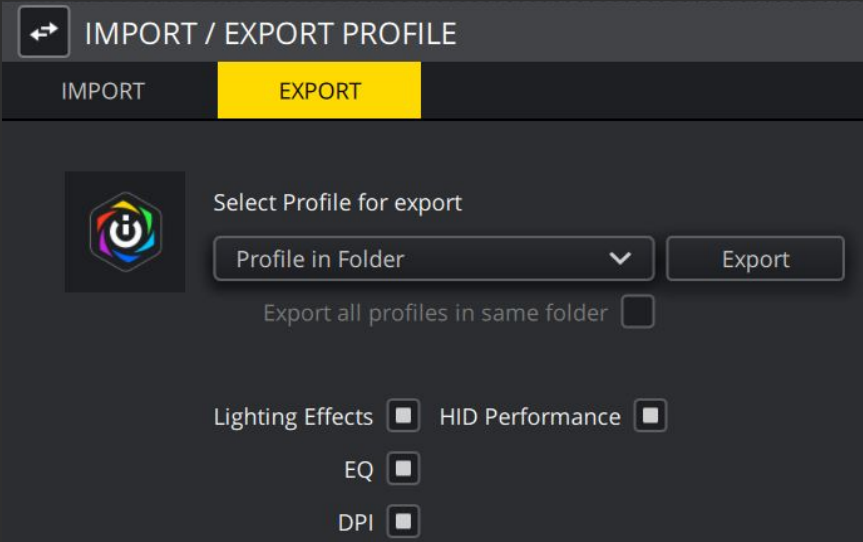 IMPORT / EXPORT PROFILE
IMPORT EXPORT
Select Profile for export
Profile in Folder Export
Export all profiles in same folder
Lighting Effects HID Performance
EQ
DPI